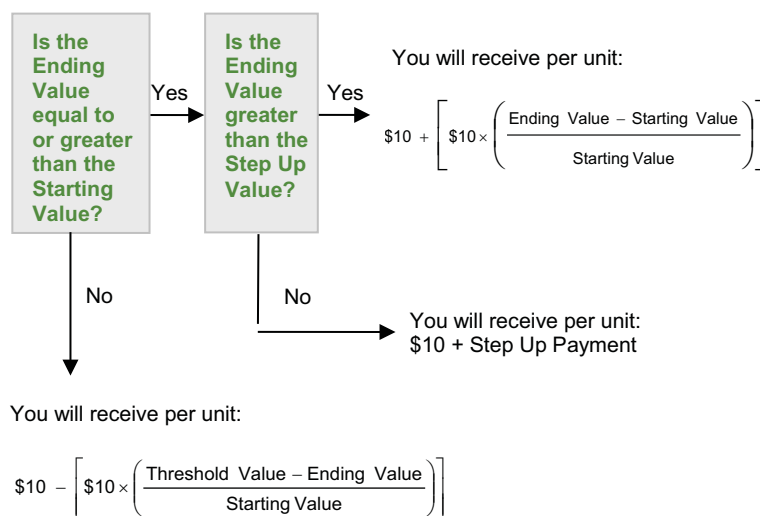 Is the
Ending
Value
equal to
or greater
than the
Starting
Value?
Yes
Is the
Ending
Value
greater
than the
Step Up
Value?
Yes
You will receive per unit:
$10 + [ $10 × ( Ending Value – Starting Value
Starting Value ) ]
No
No
You will receive per unit:
$10 + Step Up Payment
You will receive per unit:
$10 – [ $10 × ( Threshold Value – Ending Value
Starting Value ) ]